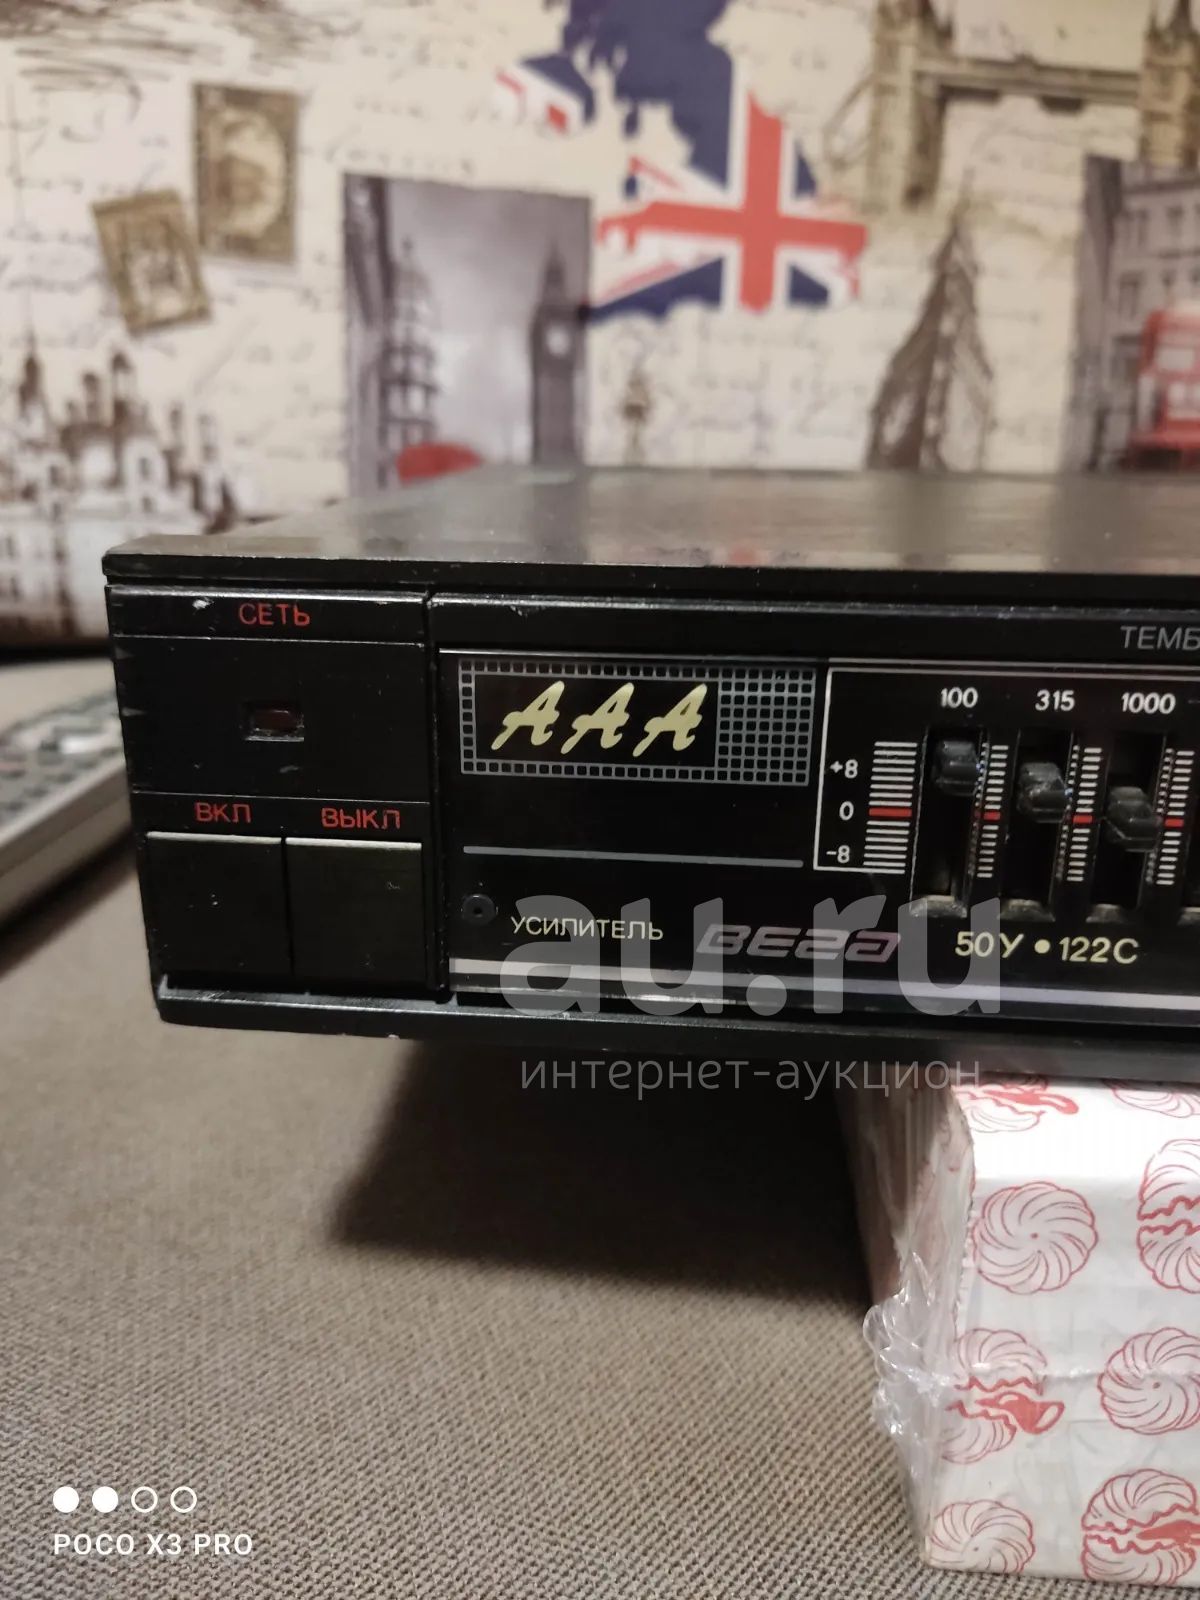 СЕТЬ
ТЕМБ
ААА
100 315 1000
+8
0
-8
ВКЛ ВЫКЛ
УСИЛИТЕЛЬ ВЕГА 50У • 122С
au.ru
интернет-аукцион
POCO X3 PRO